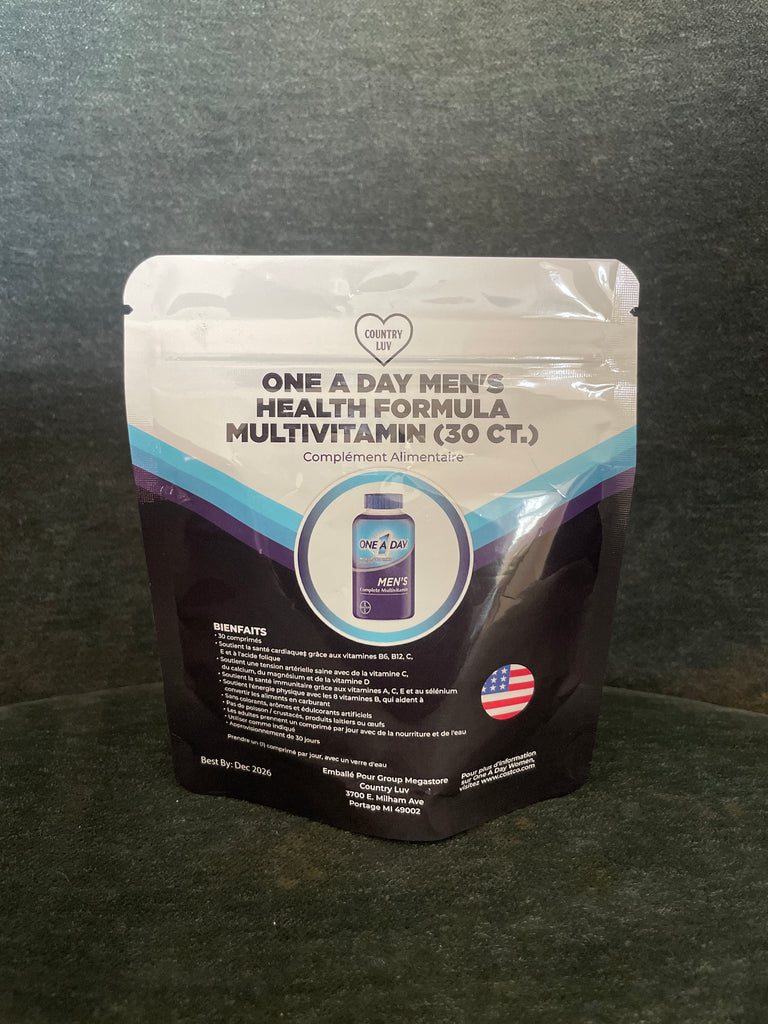 COUNTRY
LUV
ONE A DAY MEN'S
HEALTH FORMULA
MULTIVITAMIN (30 CT.)
Complément Alimentaire
ONE A DAY
1
MEN'S
Complete Multivitamin
BAYER
BIENFAITS
• 30 comprimés
• Soutient la santé cardiaque‡ grâce aux vitamines B6, B12, C,
E et à l'acide folique
• Soutient une tension artérielle saine avec de la vitamine C,
du calcium, du magnésium et de la vitamine D
• Soutient la santé immunitaire grâce aux vitamines A, C, E et au sélénium
• Soutient l'énergie physique avec les 8 vitamines B, qui aident à
convertir les aliments en carburant
• Sans colorants, arômes et édulcorants artificiels
• Pas de poisson / crustacés, produits laitiers ou œufs
• Les adultes prennent un comprimé par jour avec de la nourriture et de l'eau
• Utiliser comme indiqué
• Approvisionnement de 30 jours
Prendre un (1) comprimé par jour, avec un verre d'eau
Best By: Dec 2026
Emballé Pour Group Megastore
Country Luv
3700 E. Milham Ave
Portage MI 49002
Pour plus d'information
sur One A Day Women,
visitez www.costco.com